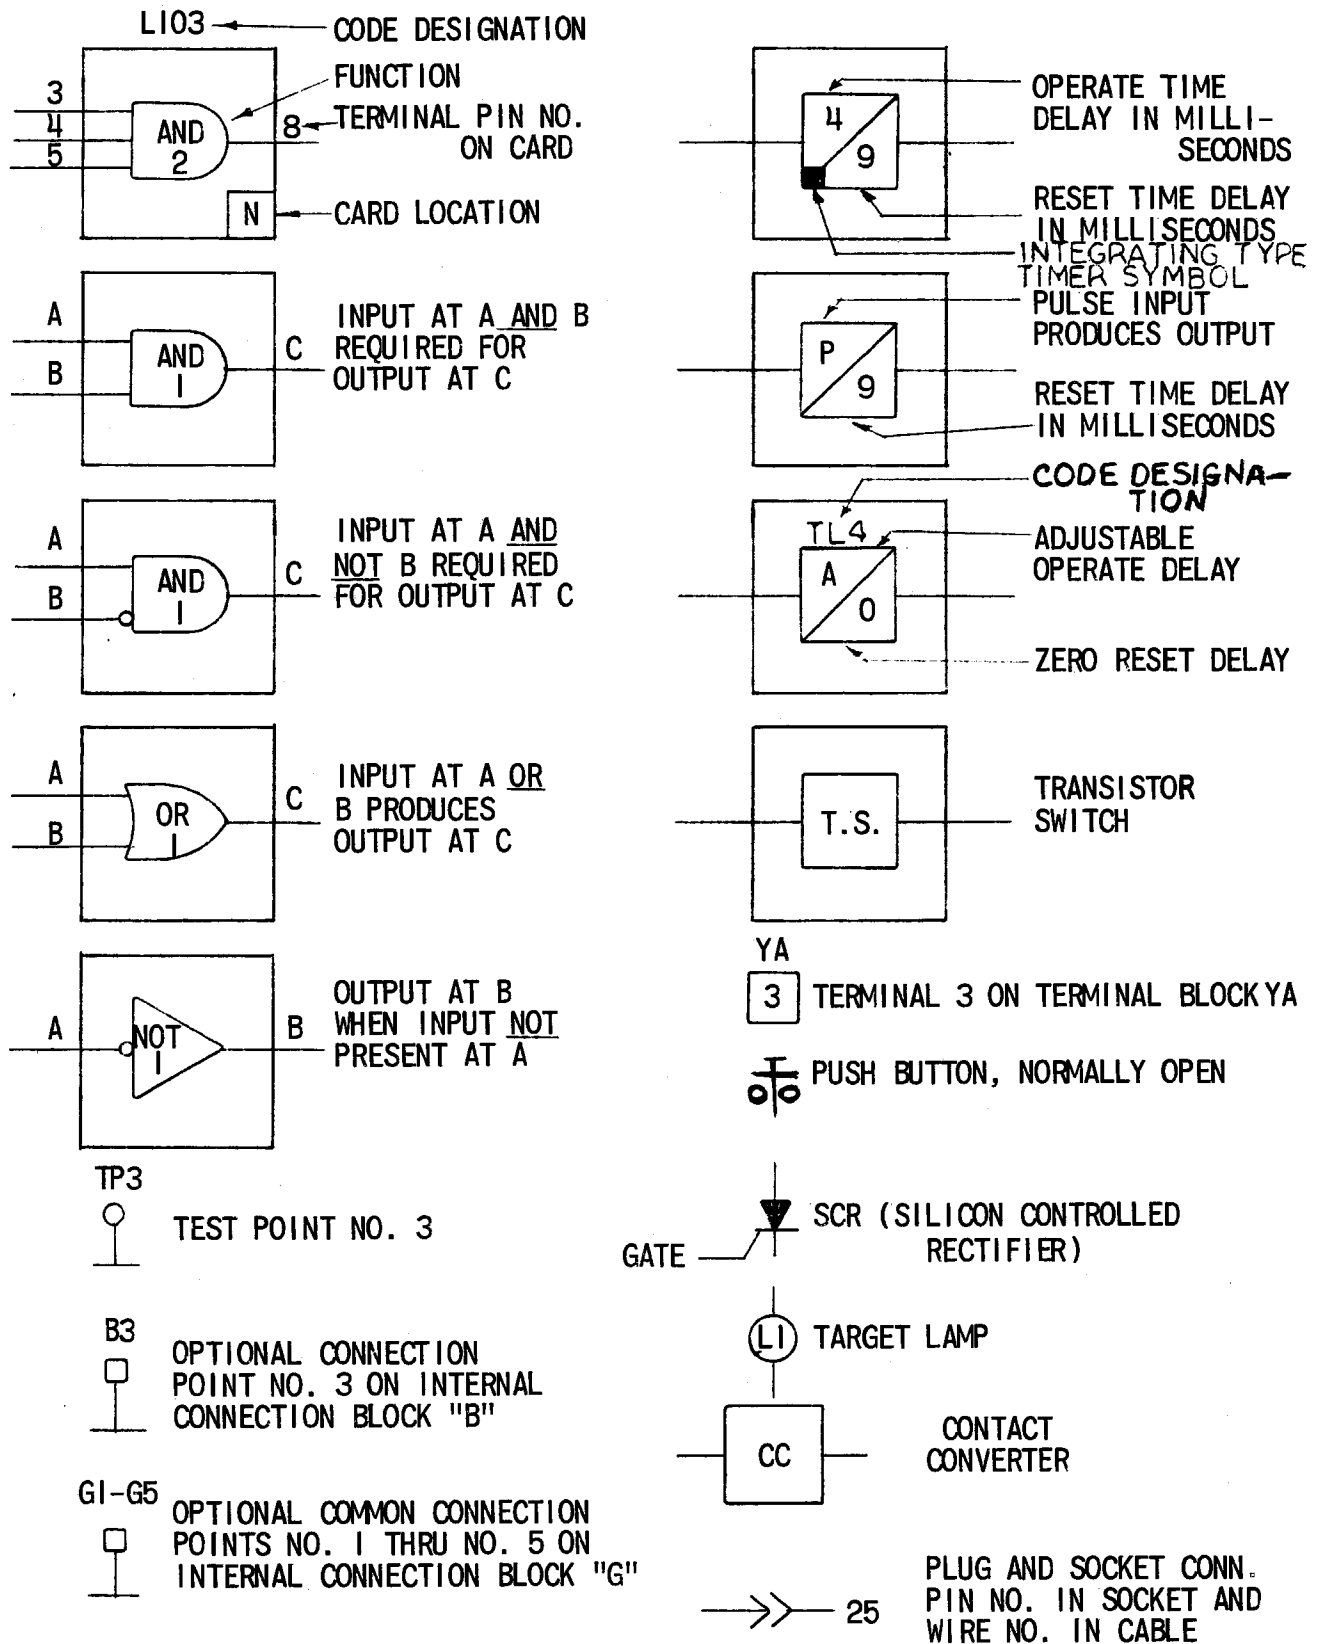 L103
CODE DESIGNATION
FUNCTION
3
4
5
AND
2
8
TERMINAL PIN NO.
ON CARD
N
CARD LOCATION
A
B
AND
1
C
INPUT AT A AND B
REQUIRED FOR
OUTPUT AT C
A
B
AND
1
C
INPUT AT A AND
NOT B REQUIRED
FOR OUTPUT AT C
A
B
OR
1
C
INPUT AT A OR
B PRODUCES
OUTPUT AT C
A
NOT
1
B
OUTPUT AT B
WHEN INPUT NOT
PRESENT AT A
TP3
TEST POINT NO. 3
B3
OPTIONAL CONNECTION
POINT NO. 3 ON INTERNAL
CONNECTION BLOCK "B"
G1-G5
OPTIONAL COMMON CONNECTION
POINTS NO. 1 THRU NO. 5 ON
INTERNAL CONNECTION BLOCK "G"
4
9
OPERATE TIME
DELAY IN MILLI-
SECONDS
RESET TIME DELAY
IN MILLISECONDS
INTEGRATING TYPE
TIMER SYMBOL
P
9
PULSE INPUT
PRODUCES OUTPUT
RESET TIME DELAY
IN MILLISECONDS
CODE DESIGNA-
TION
TL4
A
0
ADJUSTABLE
OPERATE DELAY
ZERO RESET DELAY
T.S.
TRANSISTOR
SWITCH
YA
3
TERMINAL 3 ON TERMINAL BLOCK YA
PUSH BUTTON, NORMALLY OPEN
GATE
SCR (SILICON CONTROLLED
RECTIFIER)
L1
TARGET LAMP
CC
CONTACT
CONVERTER
25
PLUG AND SOCKET CONN.
PIN NO. IN SOCKET AND
WIRE NO. IN CABLE